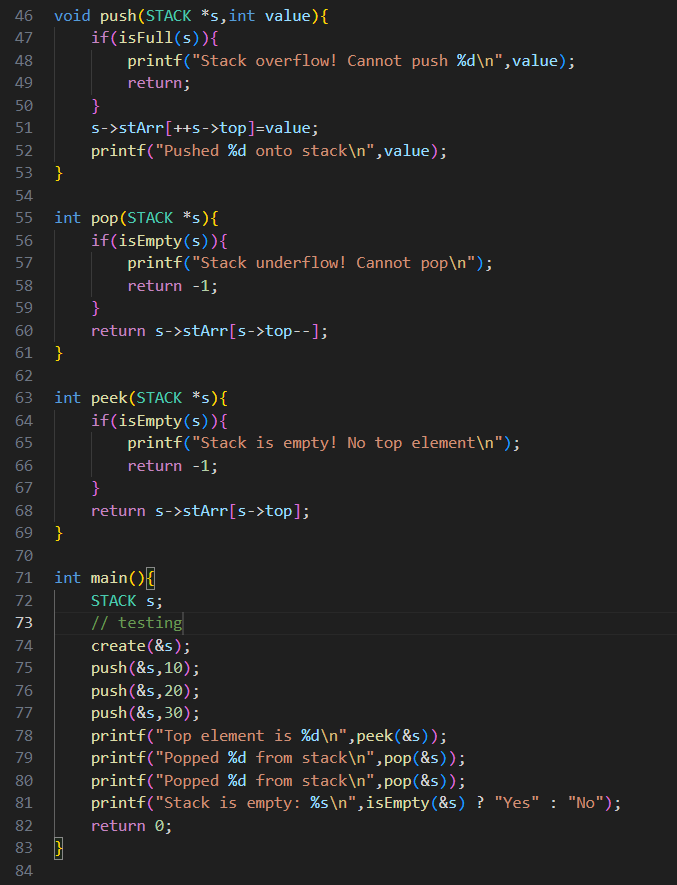 46 void push(STACK *s,int value){
47     if(isFull(s)){
48         printf("Stack overflow! Cannot push %d\n",value);
49         return;
50     }
51     s->stArr[++s->top]=value;
52     printf("Pushed %d onto stack\n",value);
53 }
54
55 int pop(STACK *s){
56     if(isEmpty(s)){
57         printf("Stack underflow! Cannot pop\n");
58         return -1;
59     }
60     return s->stArr[s->top--];
61 }
62
63 int peek(STACK *s){
64     if(isEmpty(s)){
65         printf("Stack is empty! No top element\n");
66         return -1;
67     }
68     return s->stArr[s->top];
69 }
70
71 int main(){
72     STACK s;
73     // testing
74     create(&s);
75     push(&s,10);
76     push(&s,20);
77     push(&s,30);
78     printf("Top element is %d\n",peek(&s));
79     printf("Popped %d from stack\n",pop(&s));
80     printf("Popped %d from stack\n",pop(&s));
81     printf("Stack is empty: %s\n",isEmpty(&s) ? "Yes" : "No");
82     return 0;
83 }
84